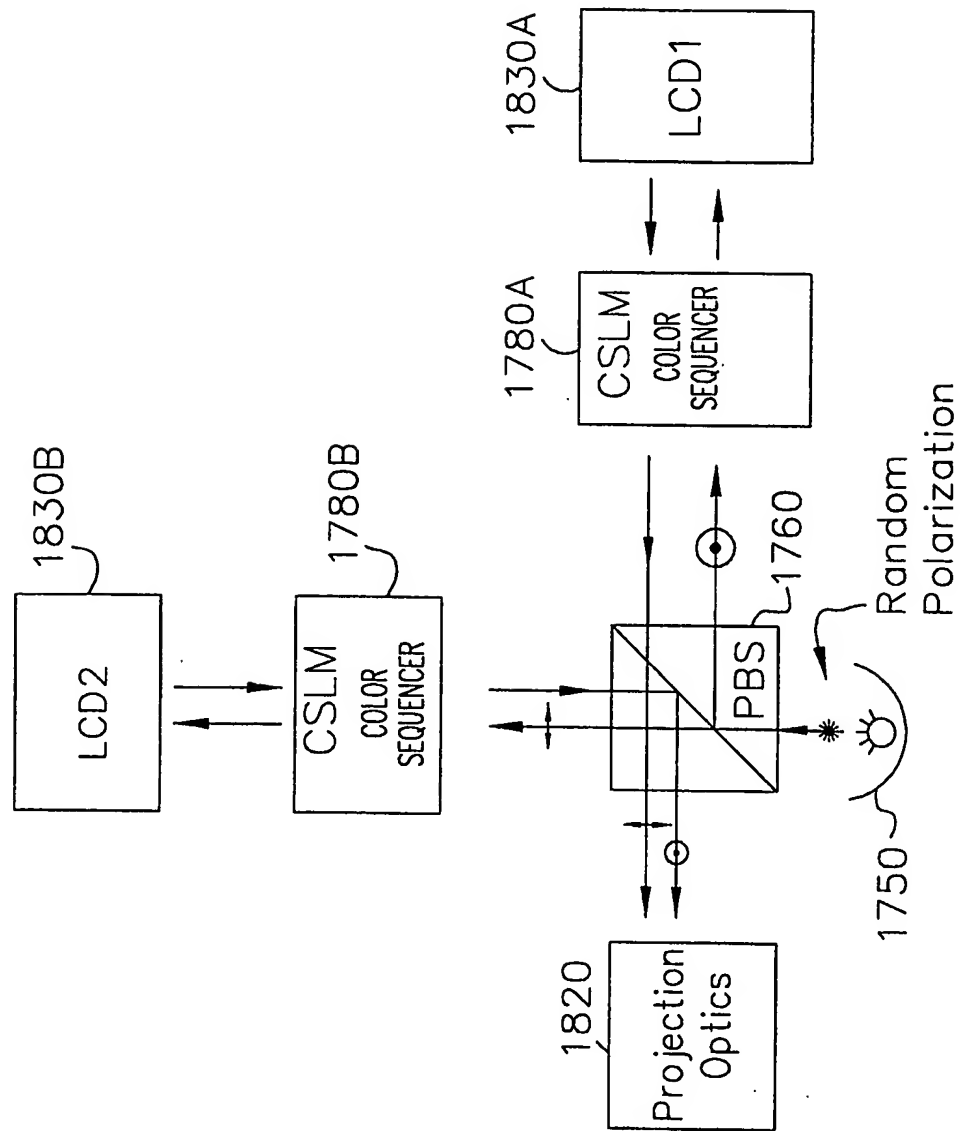 1830B
LCD2
1780B
CSLM
COLOR
SEQUENCER
1830A
LCD1
1780A
CSLM
COLOR
SEQUENCER
1760
PBS
Random
Polarization
1750
1820
Projection
Optics